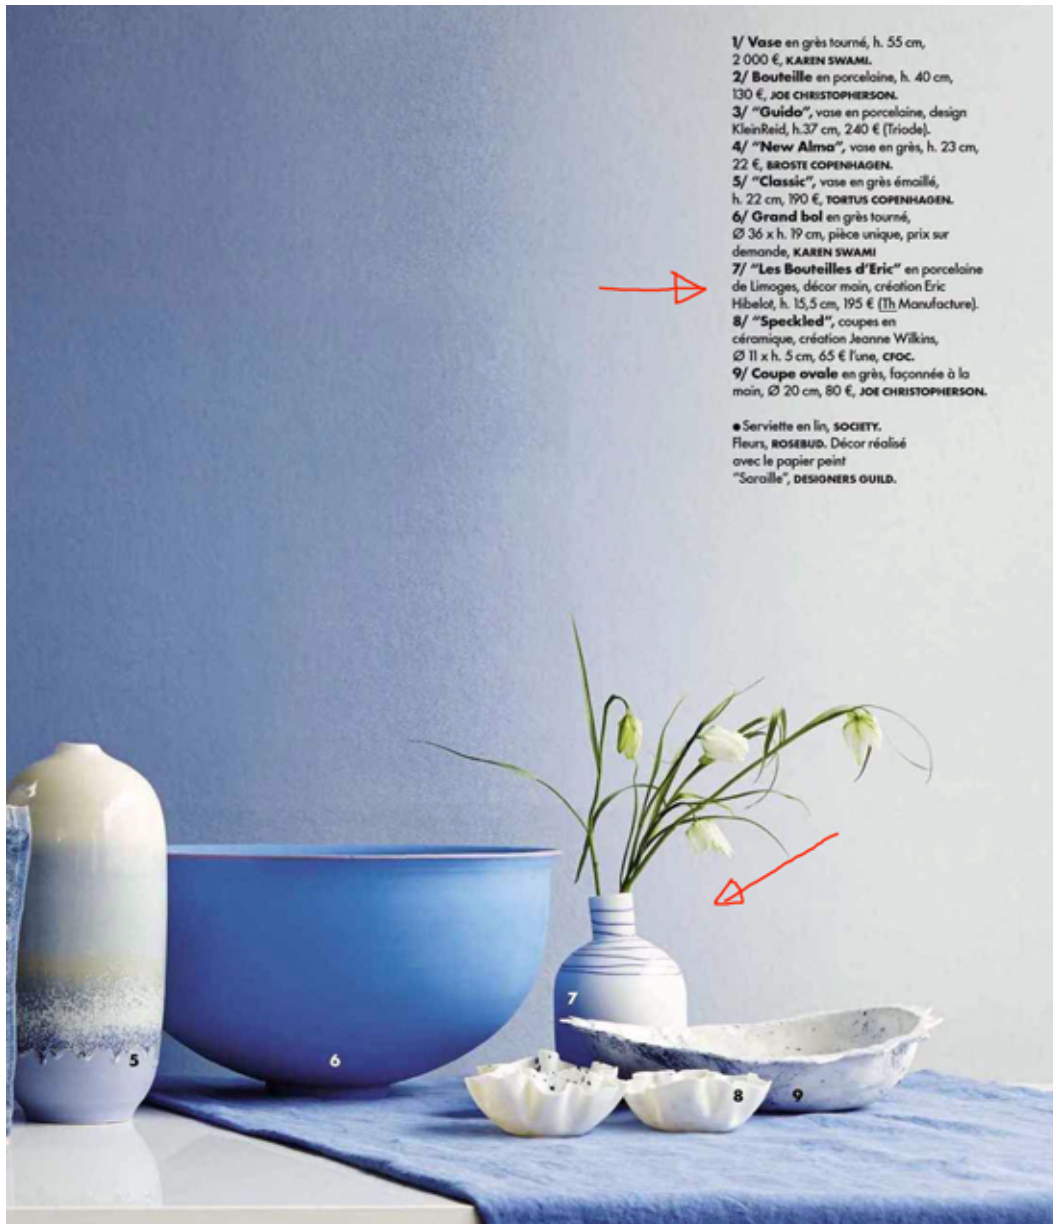 1/ Vase en grès tourné, h. 55 cm,
2 000 €, KAREN SWAMI.
2/ Bouteille en porcelaine, h. 40 cm,
130 €, JOE CHRISTOPHERSON.
3/ “Guido”, vase en porcelaine, design
KleinReid, h.37 cm, 240 € (Triode).
4/ “New Alma”, vase en grès, h. 23 cm,
22 €, BROSTE COPENHAGEN.
5/ “Classic”, vase en grès émaillé,
h. 22 cm, 190 €, TORTUS COPENHAGEN.
6/ Grand bol en grès tourné,
Ø 36 x h. 19 cm, pièce unique, prix sur
demande, KAREN SWAMI
7/ “Les Bouteilles d’Eric” en porcelaine
de Limoges, décor main, création Eric
Hibelot, h. 15,5 cm, 195 € (Th Manufacture).
8/ “Speckled”, coupes en
céramique, création Jeanne Wilkins,
Ø 11 x h. 5 cm, 65 € l’une, CFOC.
9/ Coupe ovale en grès, façonnée à la
main, Ø 20 cm, 80 €, JOE CHRISTOPHERSON.
● Serviette en lin, SOCIETY.
Fleurs, ROSEBUD. Décor réalisé
avec le papier peint
“Saraille”, DESIGNERS GUILD.
7
5
6
8
9